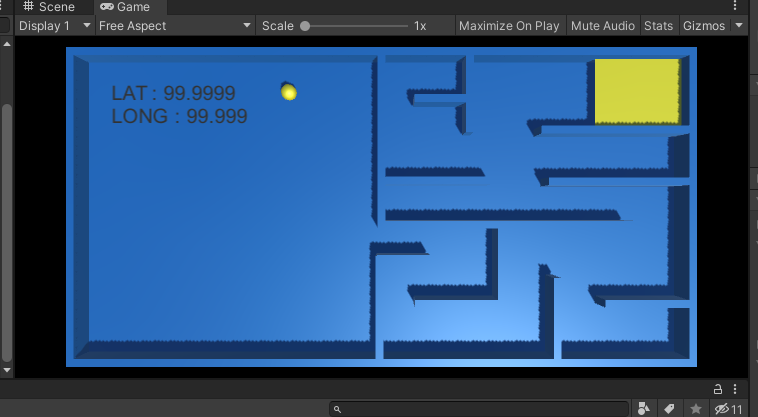 Scene Game
Display 1 Free Aspect Scale 1x Maximize On Play Mute Audio Stats Gizmos
LAT : 99.9999
LONG : 99.999
11